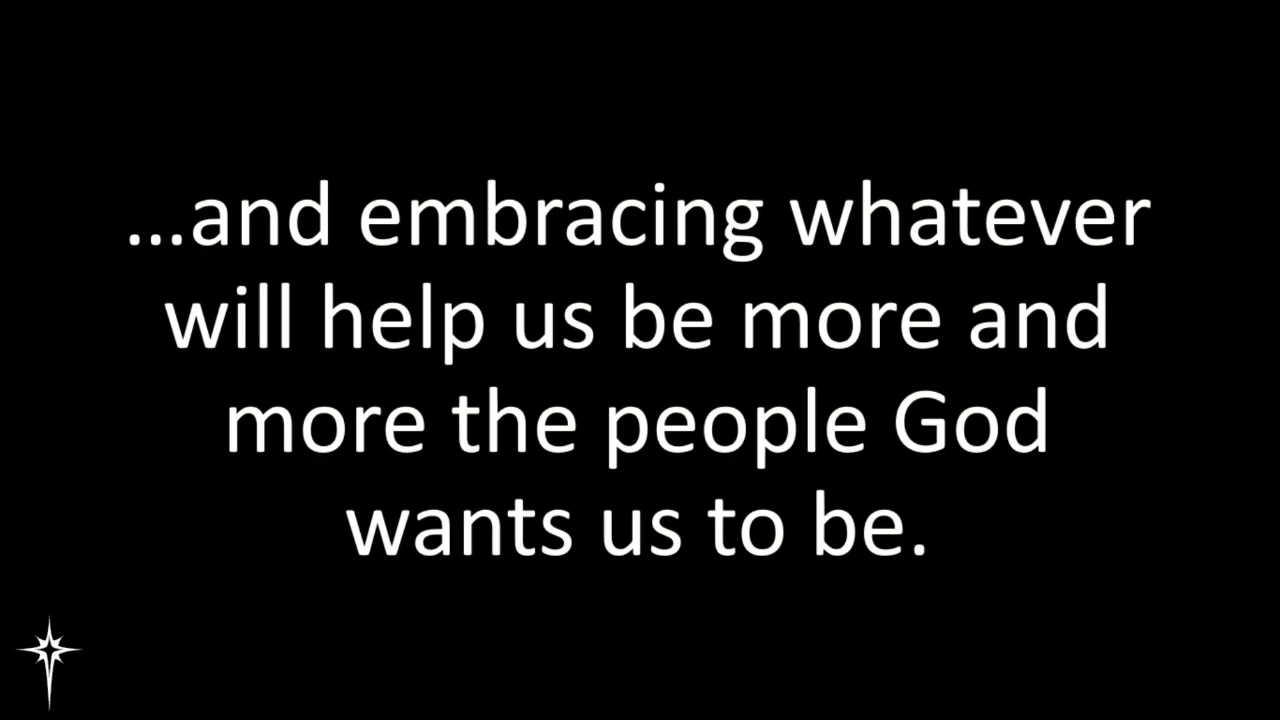 ...and embracing whatever
will help us be more and
more the people God
wants us to be.